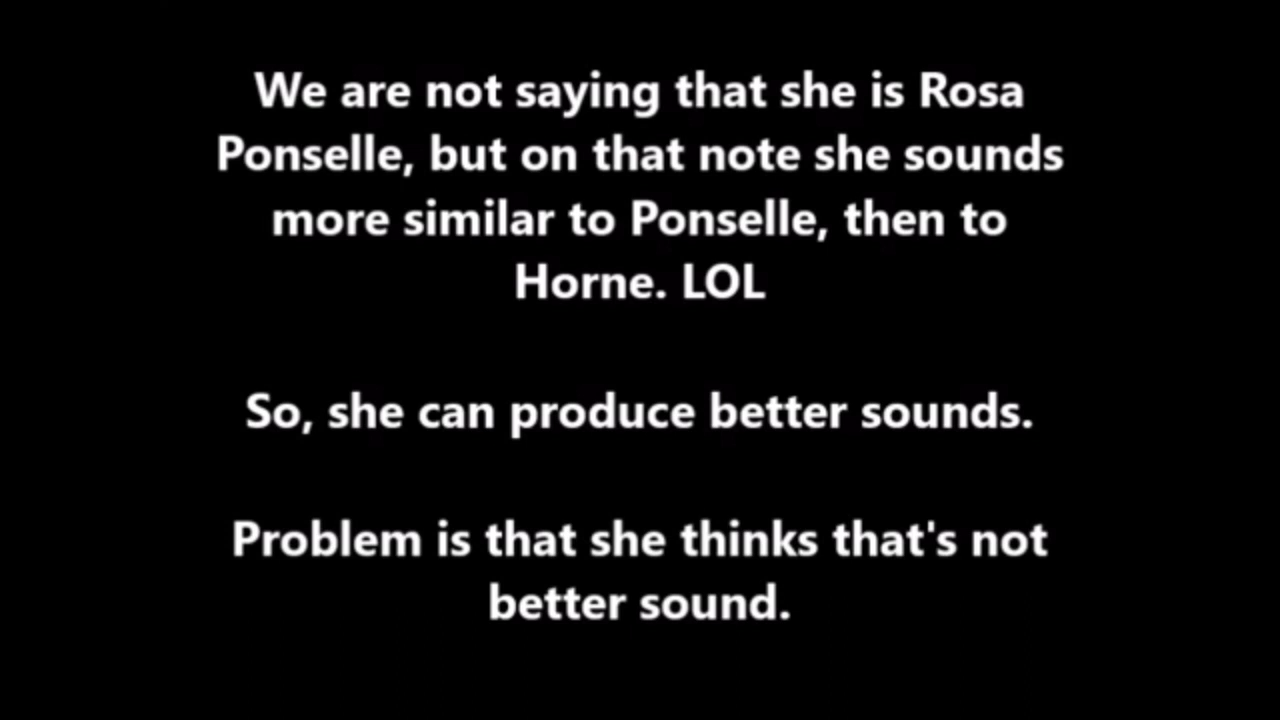 We are not saying that she is Rosa
Ponselle, but on that note she sounds
more similar to Ponselle, then to
Horne. LOL
So, she can produce better sounds.
Problem is that she thinks that's not
better sound.